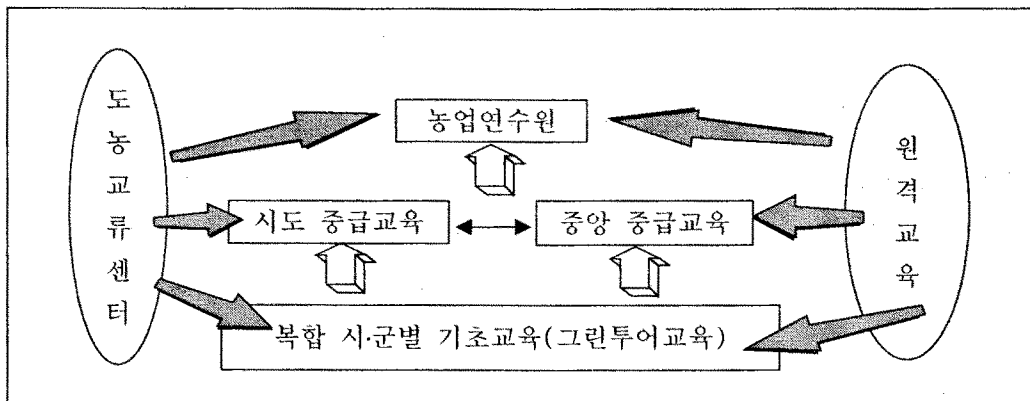 도농교류센터
농업연수원
원격교육
시도 중급교육
중앙 중급교육
복합 시·군별 기초교육(그린투어교육)